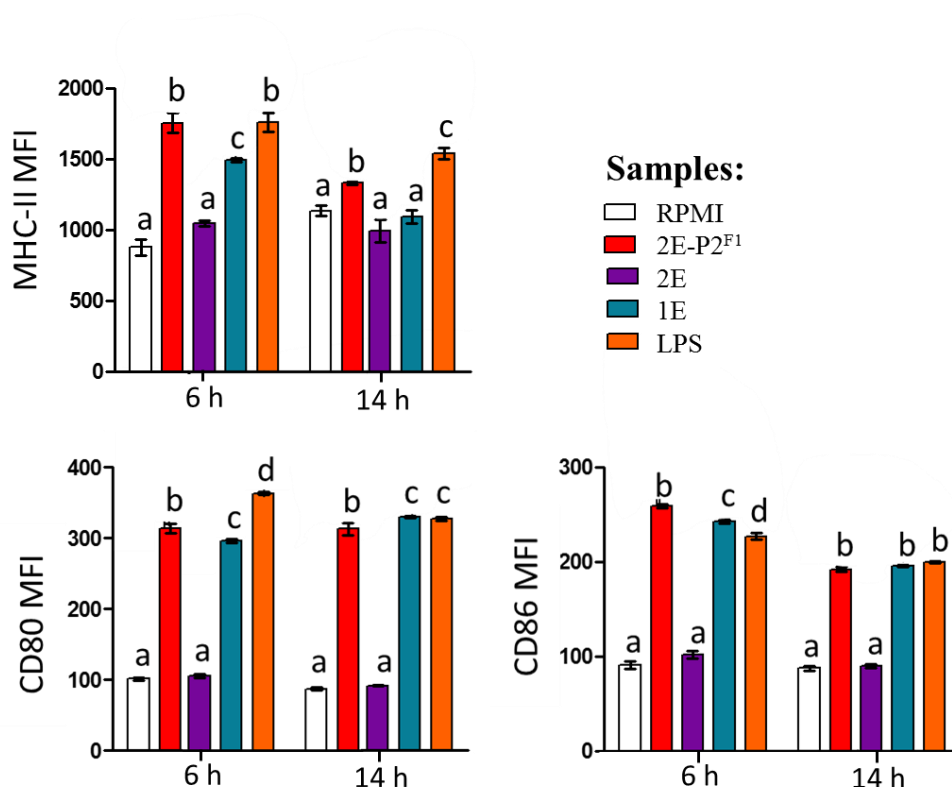 MHC-II MFI
2000
1500
1000
500
0
a
b
a
c
b
a
b
a
a
c
6 h
14 h
Samples:
RPMI
2E-P2F1
2E
1E
LPS
CD80 MFI
400
300
200
100
0
a
b
a
c
d
a
b
a
c
c
6 h
14 h
CD86 MFI
300
200
100
0
a
b
a
c
d
a
b
a
b
b
6 h
14 h